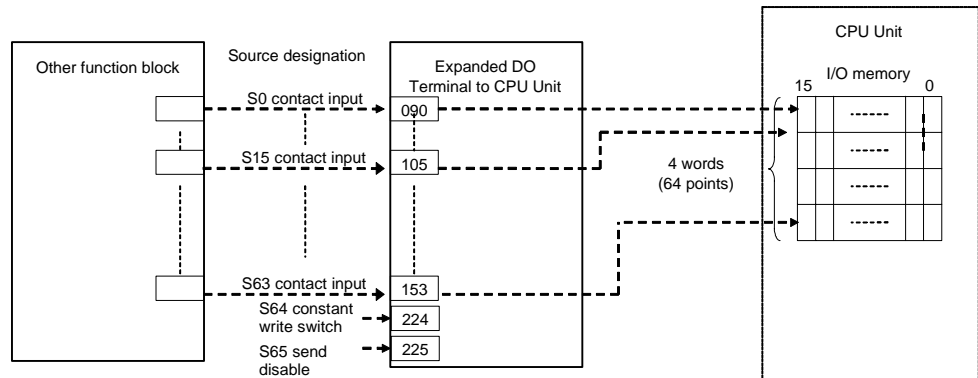 CPU Unit
Other function block
Source designation
Expanded DO
Terminal to CPU Unit
I/O memory
15
0
S0 contact input
090
S15 contact input
105
4 words
(64 points)
S63 contact input
153
S64 constant
write switch
224
S65 send
disable
225